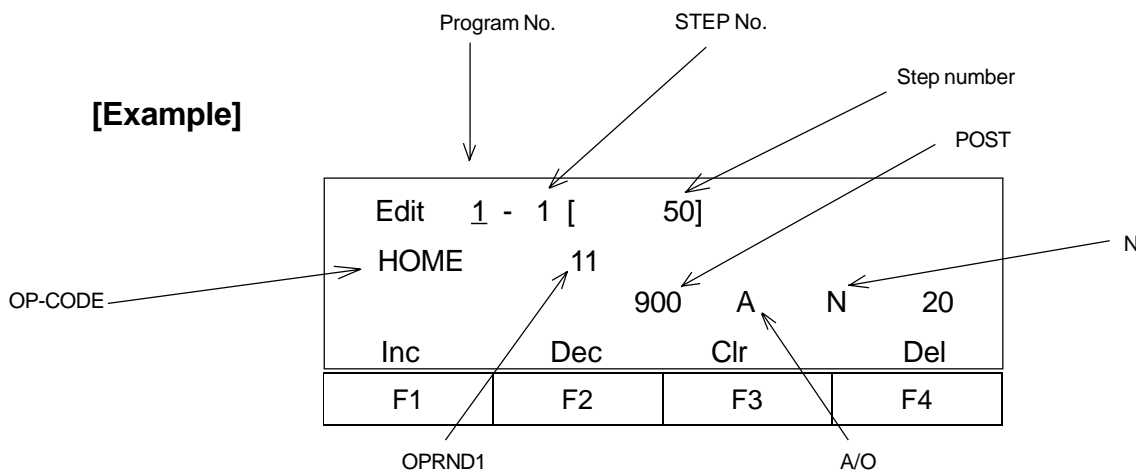 Program No. STEP No.
Step number
[Example]
POST
Edit 1 - 1 [ 50]
N
HOME 11
OP-CODE
900 A N 20
Inc Dec Clr Del
F1 F2 F3 F4
OPRND1 A/O